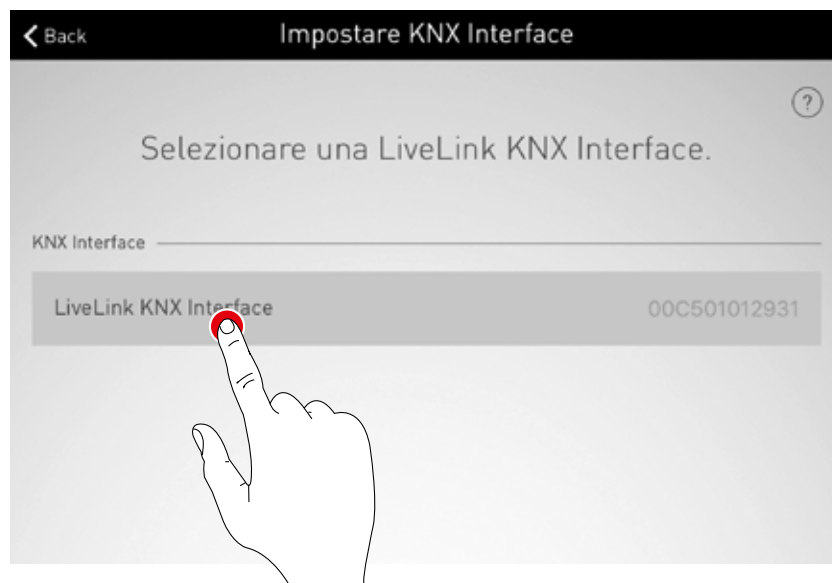 Back
Impostare KNX Interface
?
Selezionare una LiveLink KNX Interface.
KNX Interface
LiveLink KNX Interface
00C501012931